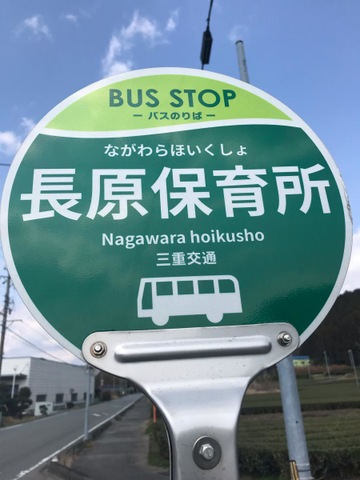 BUS STOP
ー バスのりば ー
ながわらほいくしょ
長原保育所
Nagawara hoikusho
三重交通